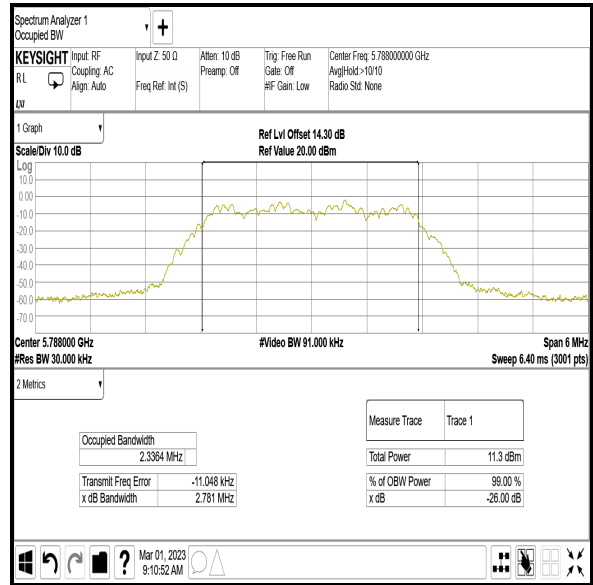 Spectrum Analyzer 1
Occupied BW
+
KEYSIGHT Input: RF Input Z: 50 Ω Atten: 10 dB Trig: Free Run Center Freq: 5.788000000 GHz
RL Coupling: AC Preamp: Off Gate: Off Avg|Hold:>10/10
Align: Auto Freq Ref: Int (S) #IF Gain: Low Radio Std: None
LXI
1 Graph
Ref Lvl Offset 14.30 dB
Scale/Div 10.0 dB Ref Value 20.00 dBm
Log
10.0
0.00
-10.0
-20.0
-30.0
-40.0
-50.0
-60.0
-70.0
Center 5.788000 GHz #Video BW 91.000 kHz Span 6 MHz
#Res BW 30.000 kHz Sweep 6.40 ms (3001 pts)
2 Metrics
Measure Trace Trace 1
Occupied Bandwidth
2.3364 MHz
Total Power 11.3 dBm
Transmit Freq Error -11.048 kHz % of OBW Power 99.00 %
x dB Bandwidth 2.781 MHz x dB -26.00 dB
? Mar 01, 2023
9:10:52 AM